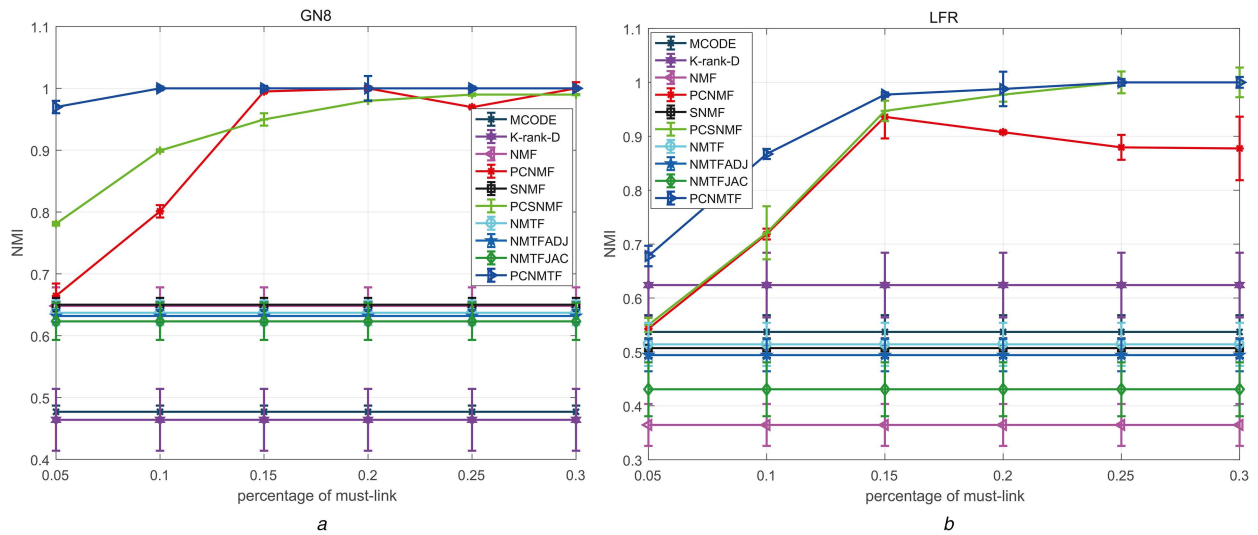 GN8
1.1
1
0.9
0.8
0.7
0.6
0.5
0.4
NMI
MCODE
K-rank-D
NMF
PCNMF
SNMF
PCSNMF
NMTF
NMTFADJ
NMTFJAC
PCNMTF
0.05 0.1 0.15 0.2 0.25 0.3
percentage of must-link
a
LFR
1.1
1
0.9
0.8
0.7
0.6
0.5
0.4
0.3
NMI
MCODE
K-rank-D
NMF
PCNMF
SNMF
PCSNMF
NMTF
NMTFADJ
NMTFJAC
PCNMTF
0.05 0.1 0.15 0.2 0.25 0.3
percentage of must-link
b